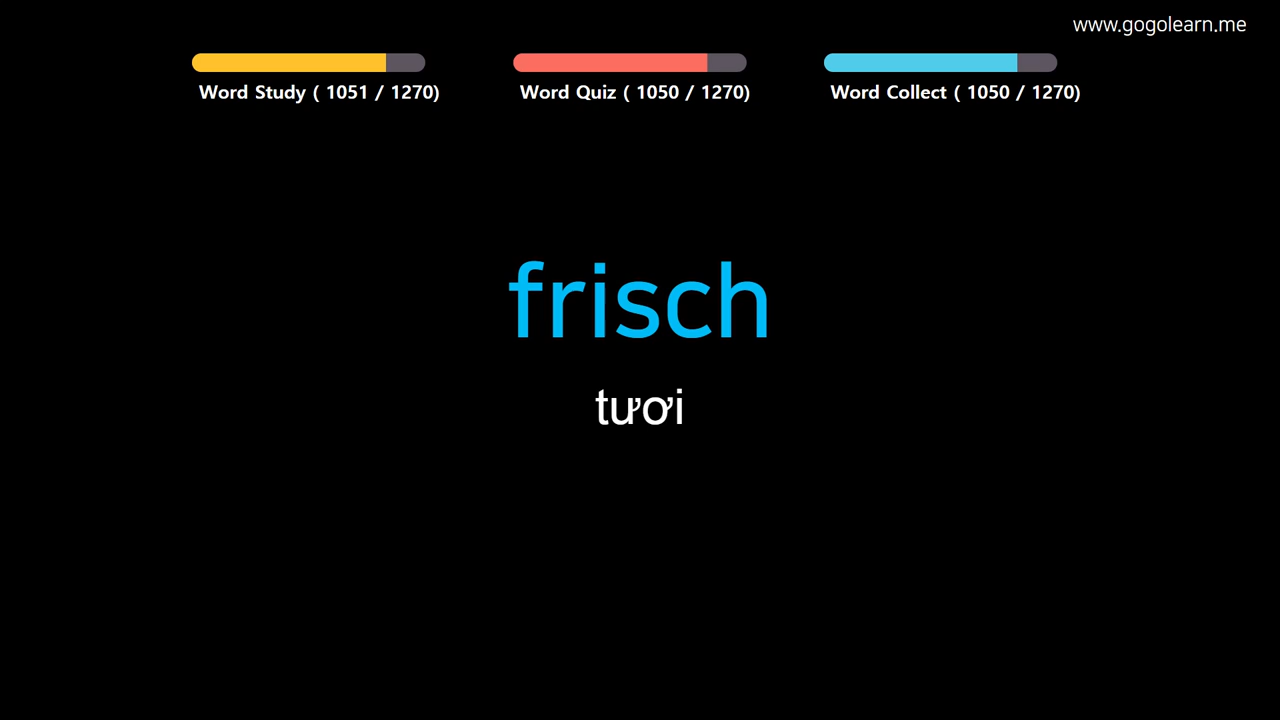 www.gogolearn.me
Word Study ( 1051 / 1270)
Word Quiz ( 1050 / 1270)
Word Collect ( 1050 / 1270)
frisch
tươi